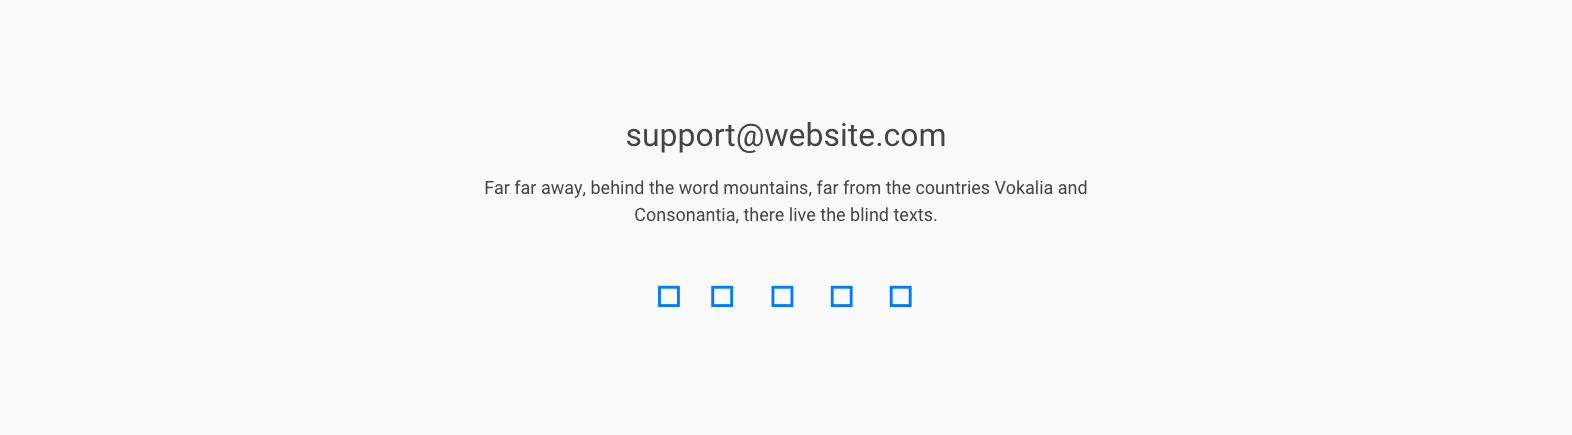 support@website.com
Far far away, behind the word mountains, far from the countries Vokalia and
Consonantia, there live the blind texts.